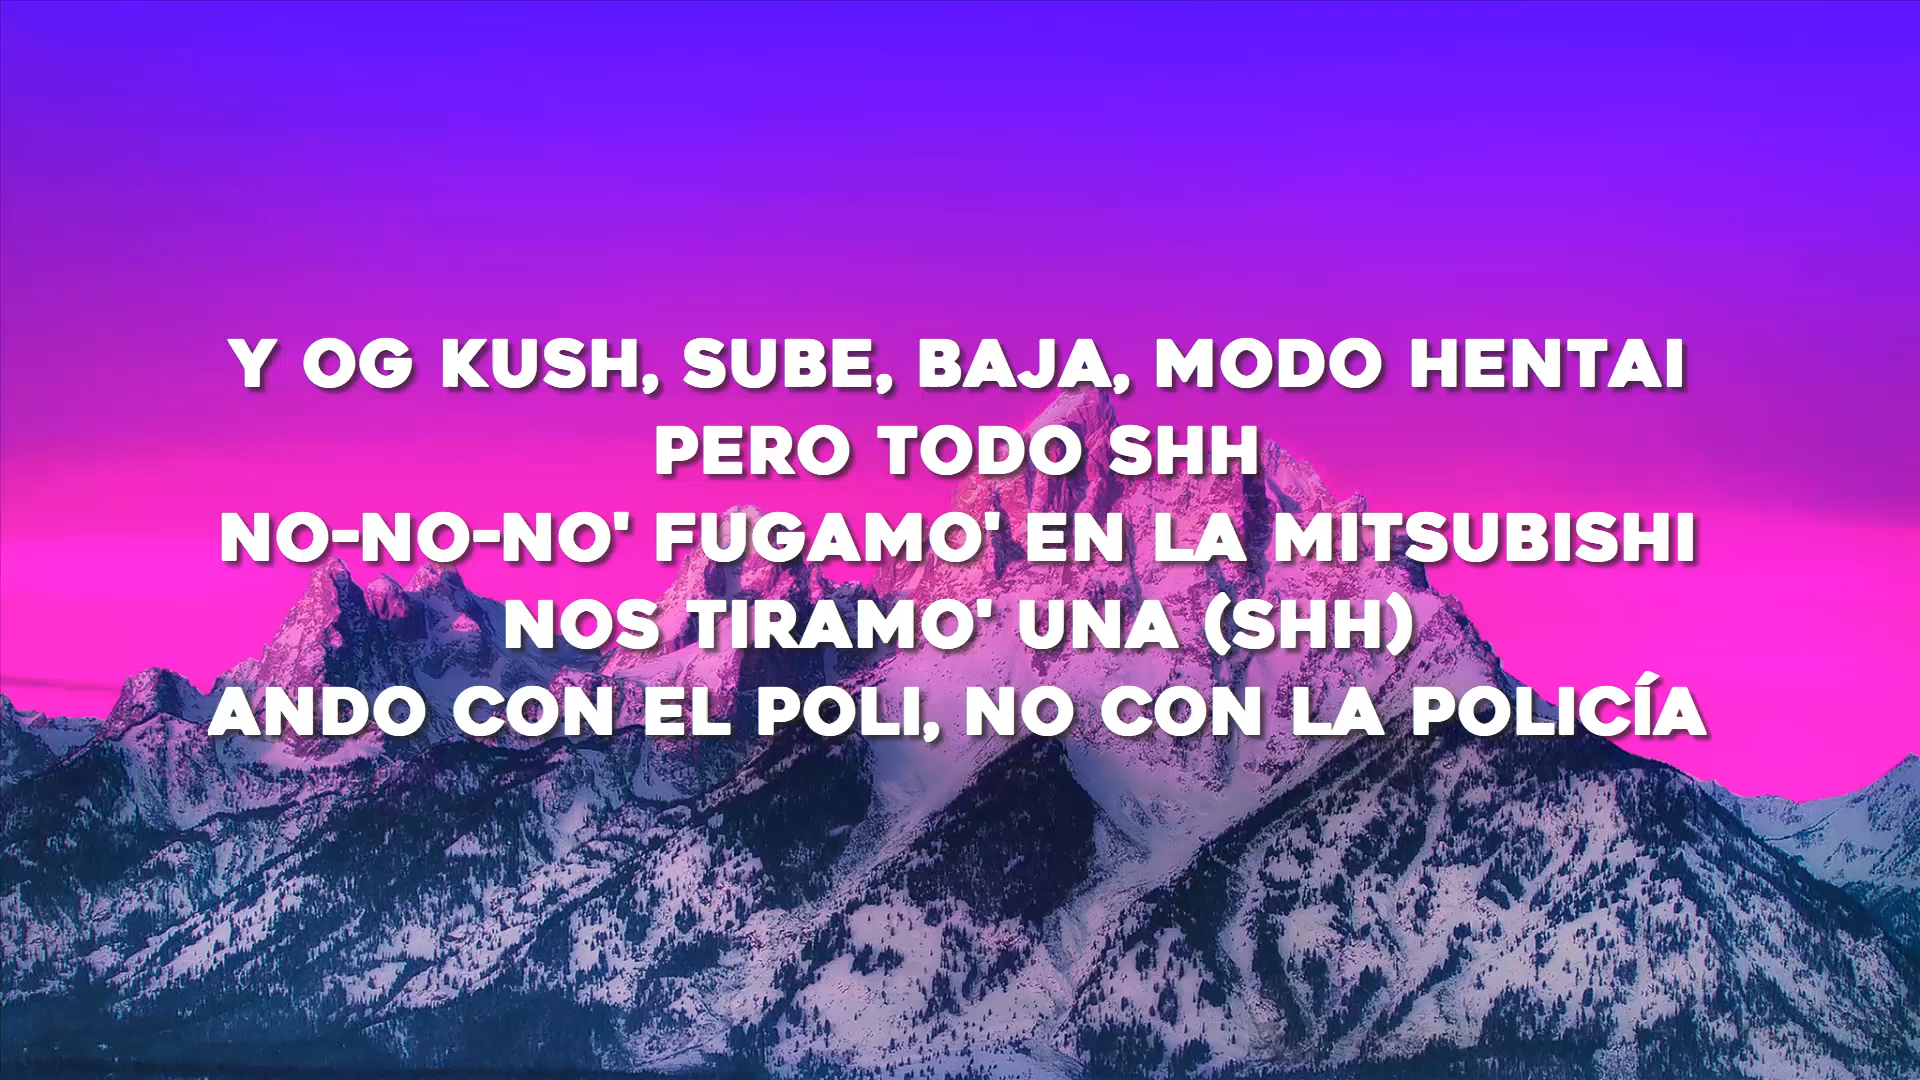 Y OG KUSH, SUBE, BAJA, MODO HENTAI
PERO TODO SHH
NO-NO-NO' FUGAMO' EN LA MITSUBISHI
NOS TIRAMO' UNA (SHH)
ANDO CON EL POLI, NO CON LA POLICÍA